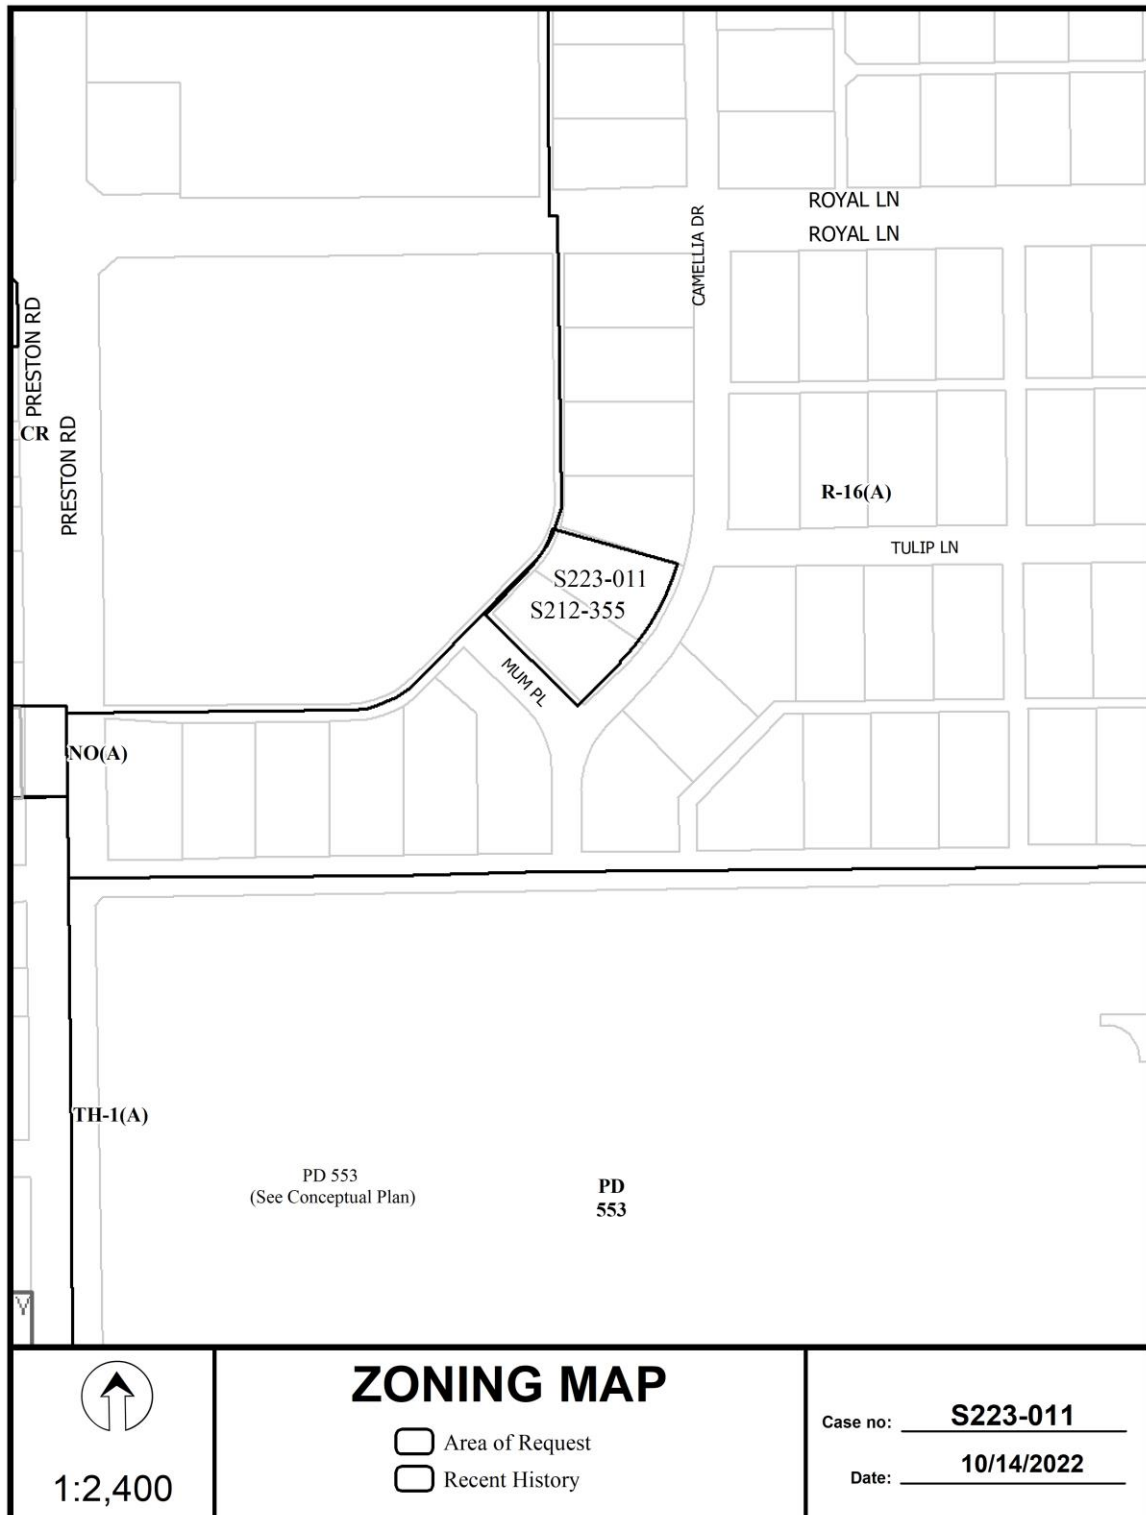 ROYAL LN
ROYAL LN
CAMELLIA DR
PRESTON RD
PRESTON RD
CR
R-16(A)
TULIP LN
S223-011
S212-355
MUM PL
NO(A)
TH-1(A)
PD 553
(See Conceptual Plan)
PD
553
Y
ZONING MAP
Area of Request
Recent History
1:2,400
Case no: S223-011
Date: 10/14/2022